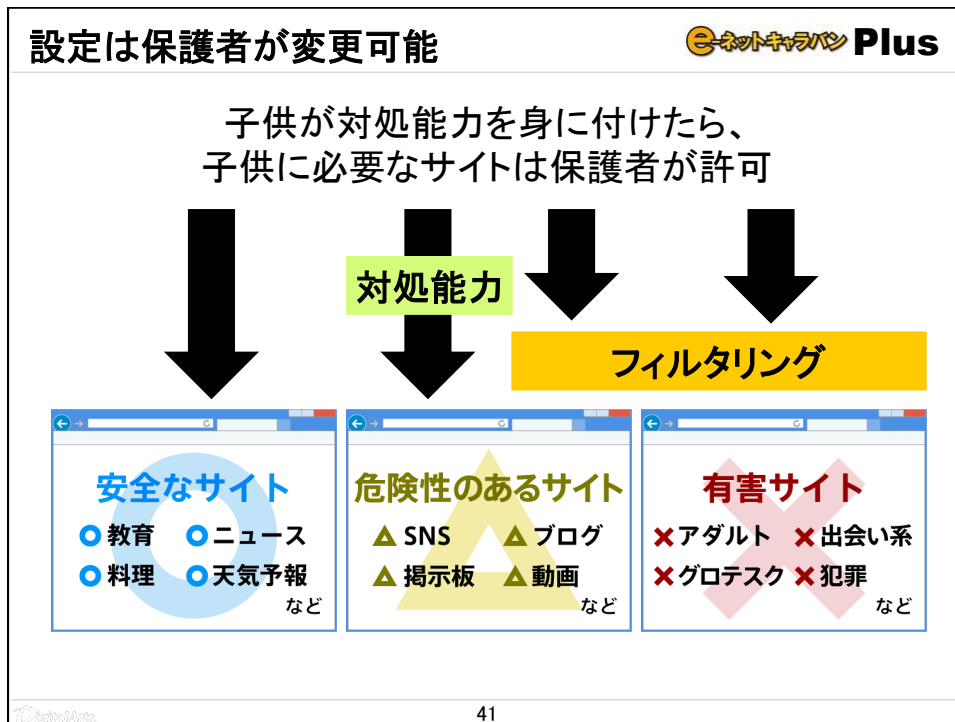 設定は保護者が変更可能
e-ネットキャラバン Plus
子供が対処能力を身に付けたら、
子供に必要なサイトは保護者が許可
対処能力
フィルタリング
安全なサイト
教育 ニュース
料理 天気予報
など
危険性のあるサイト
SNS ブログ
掲示板 動画
など
有害サイト
アダルト 出会い系
グロテスク 犯罪
など
DigitalArts
41